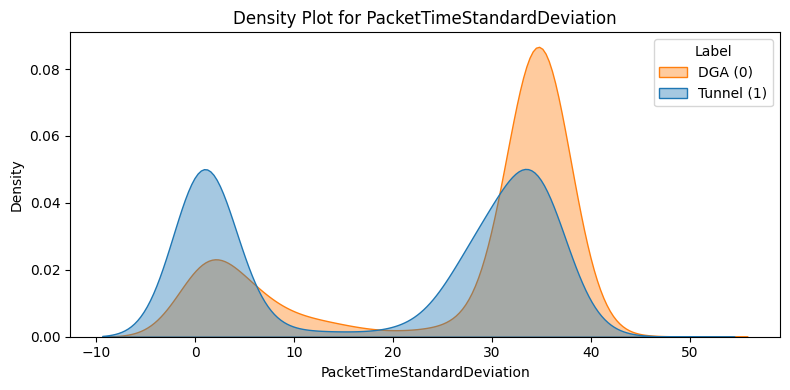 Density Plot for PacketTimeStandardDeviation
Label
DGA (0)
Tunnel (1)
Density
0.08
0.06
0.04
0.02
0.00
−10 0 10 20 30 40 50
PacketTimeStandardDeviation